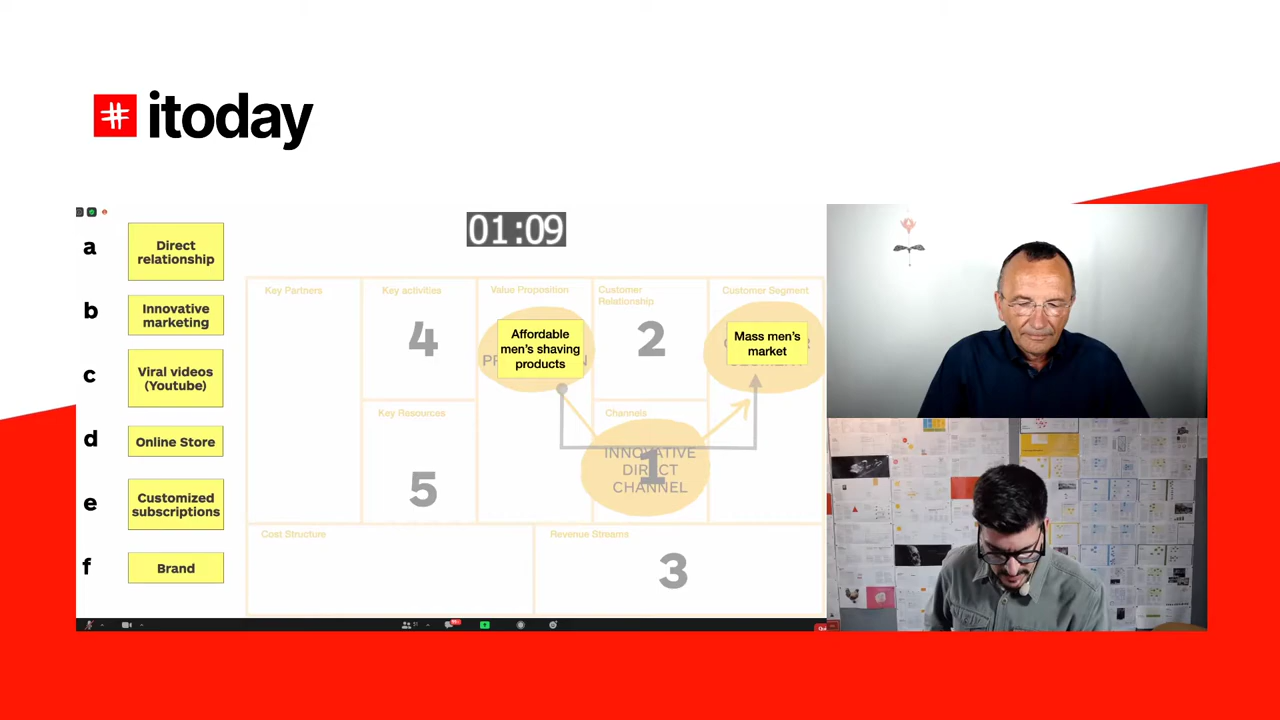 itoday
01:09
a
Direct
relationship
b
Innovative
marketing
c
Viral videos
(Youtube)
d
Online Store
e
Customized
subscriptions
f
Brand
Key Partners
Key activities
4
Key Resources
5
Value Proposition
Affordable
men's shaving
products
Customer
Relationship
2
Channels
INNOVATIVE
DIRECT
CHANNEL
1
Customer Segment
Mass men's
market
Cost Structure
Revenue Streams
3